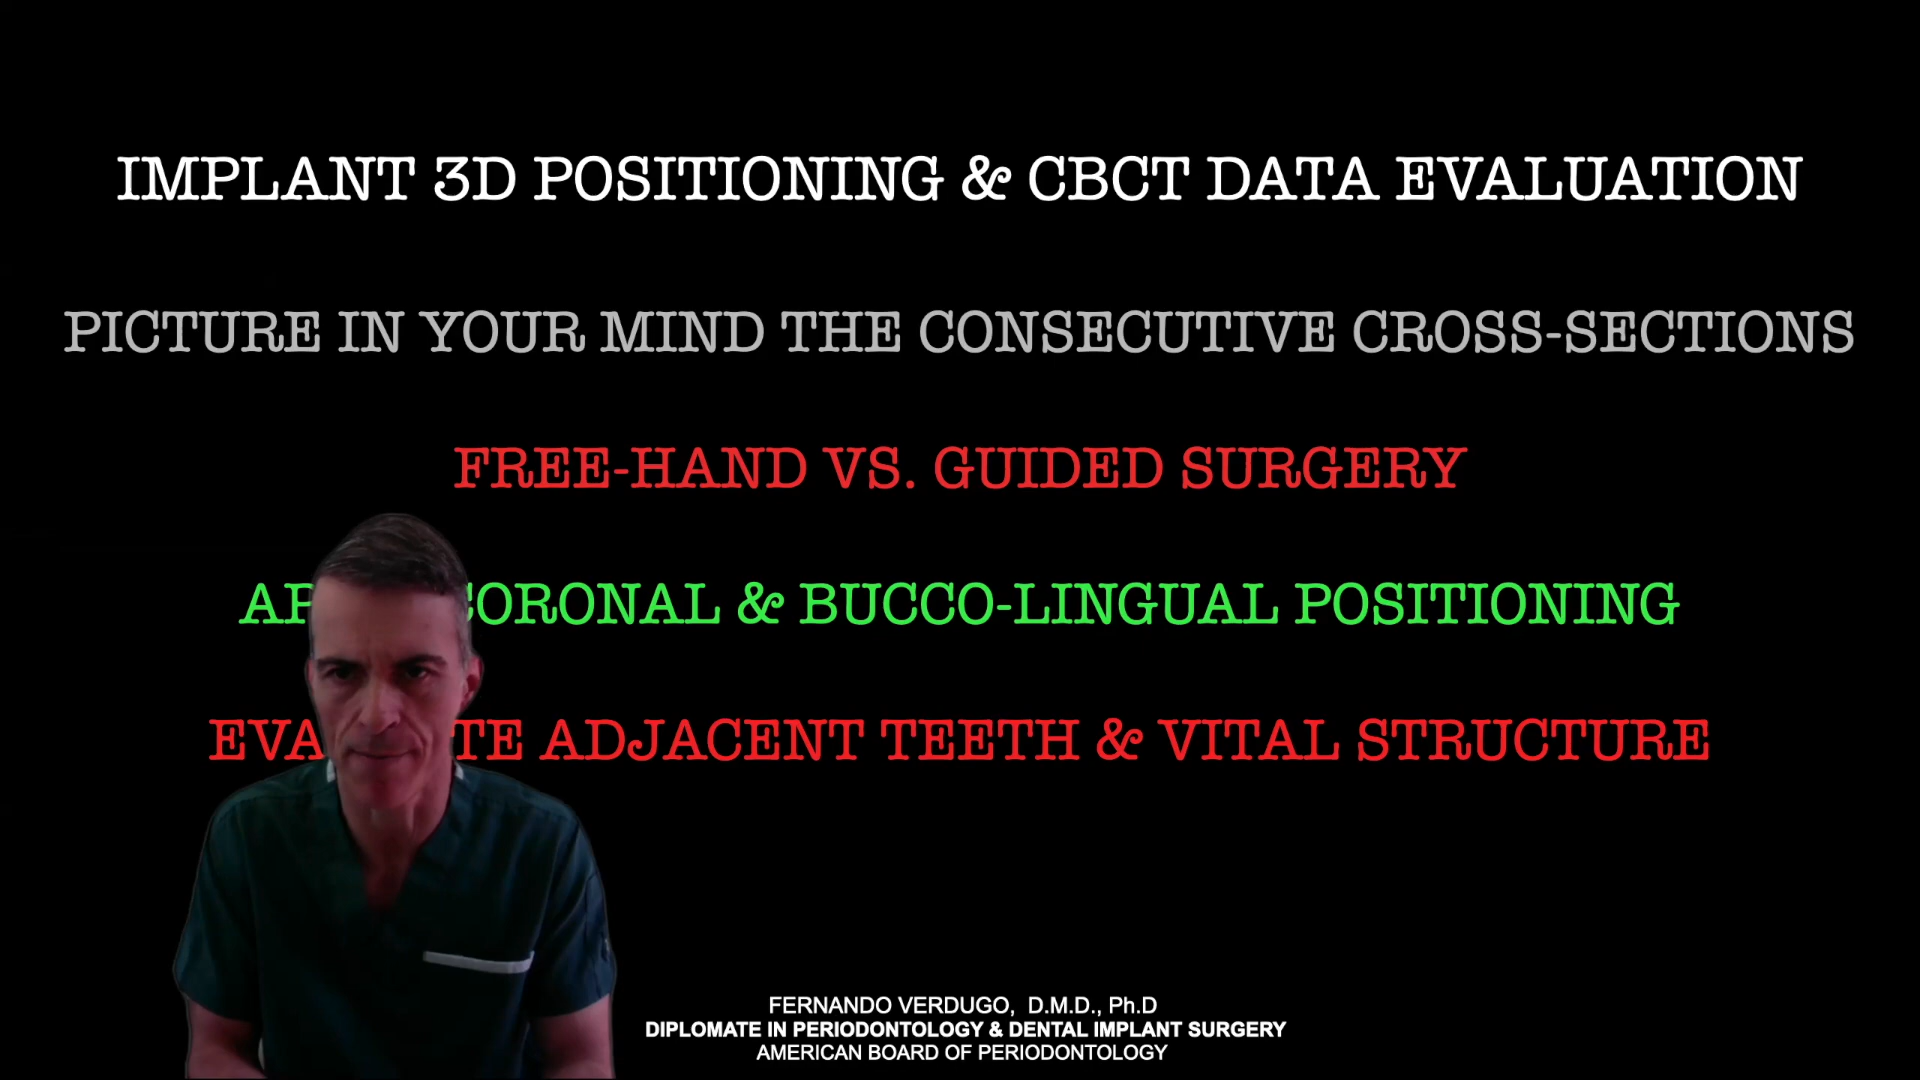 IMPLANT 3D POSITIONING & CBCT DATA EVALUATION
PICTURE IN YOUR MIND THE CONSECUTIVE CROSS-SECTIONS
FREE-HAND VS. GUIDED SURGERY
& BUCCO-LINGUAL POSITIONING
ADJACENT TEETH & VITAL STRUCTURE
FERNANDO VERDUGO, D.M.D., Ph.D
DIPLOMATE IN PERIODONTOLOGY & DENTAL IMPLANT SURGERY
AMERICAN BOARD OF PERIODONTOLOGY